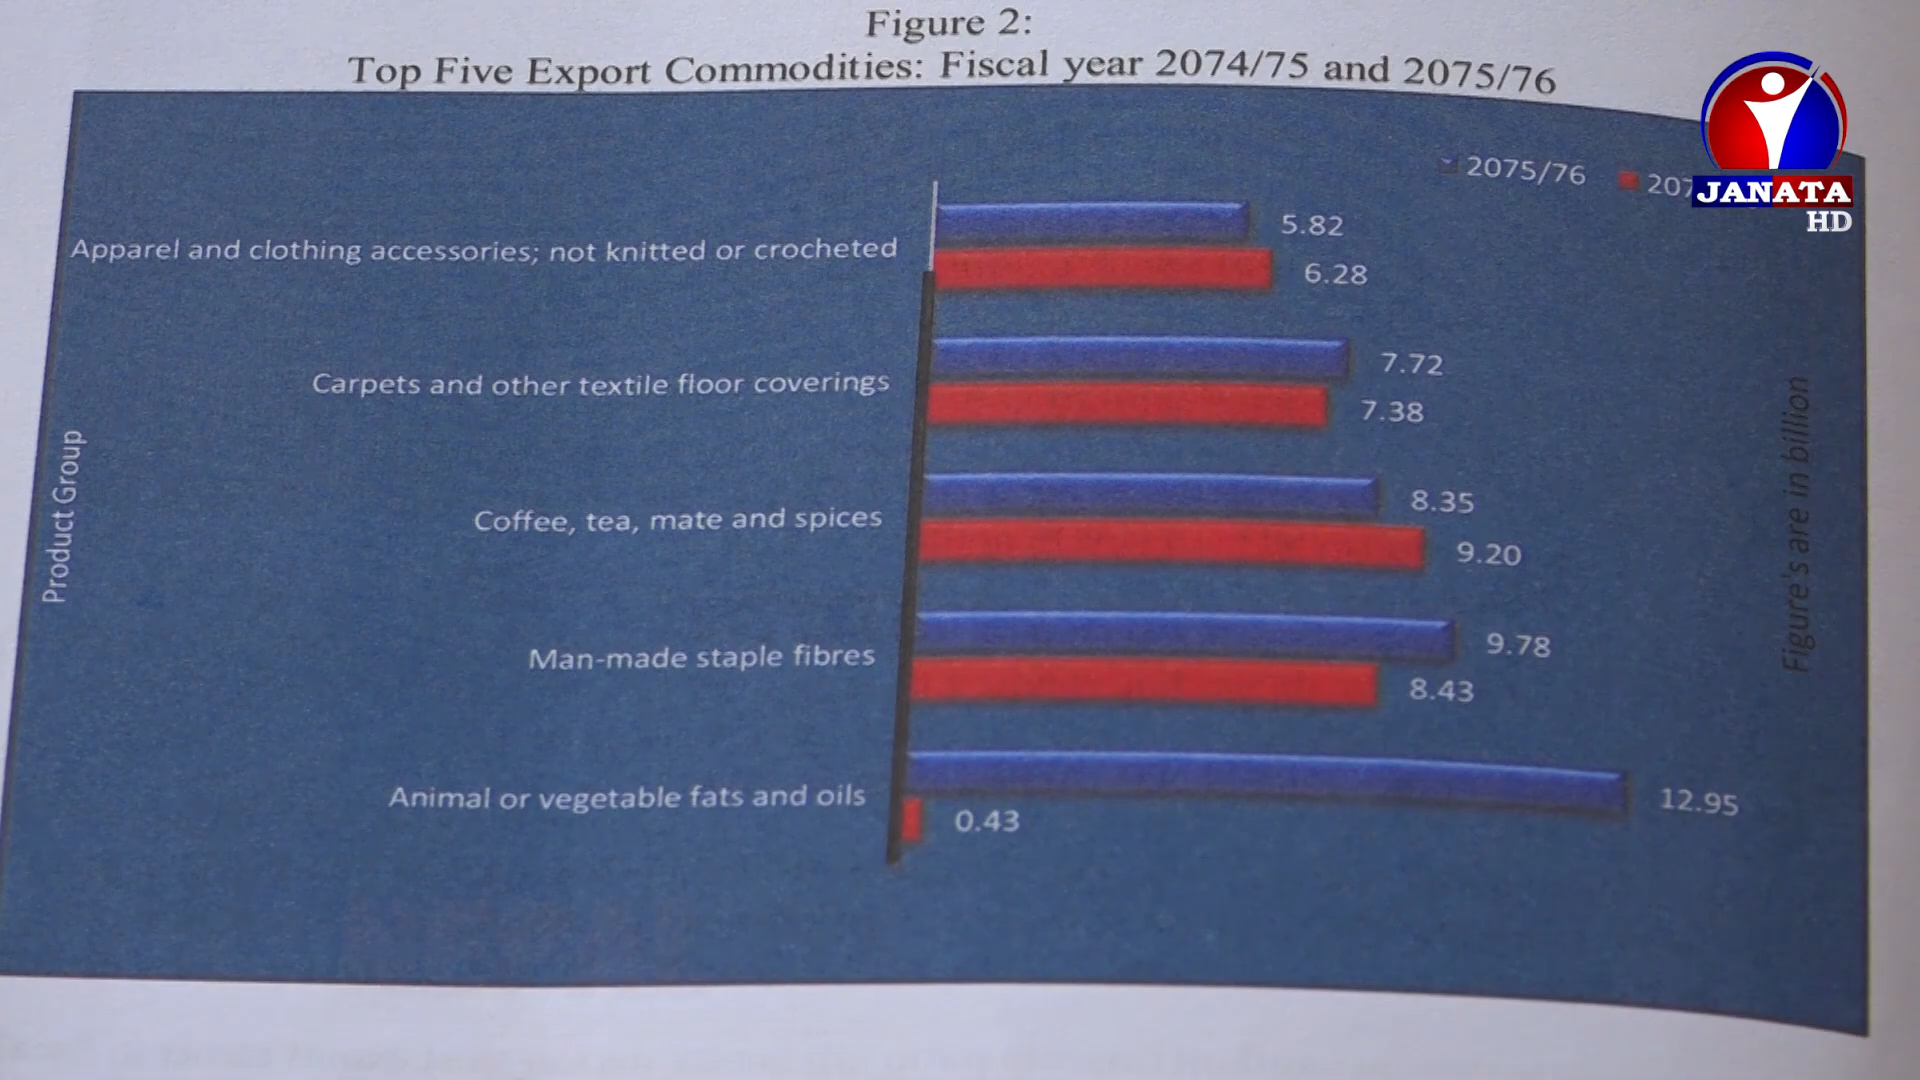 Figure 2:
Top Five Export Commodities: Fiscal year 2074/75 and 2075/76
JANATA
HD
2075/76
207
Apparel and clothing accessories; not knitted or crocheted
5.82
6.28
Carpets and other textile floor coverings
7.72
7.38
Coffee, tea, mate and spices
8.35
9.20
Man-made staple fibres
9.78
8.43
Animal or vegetable fats and oils
12.95
0.43
Product Group
Figure's are in billion